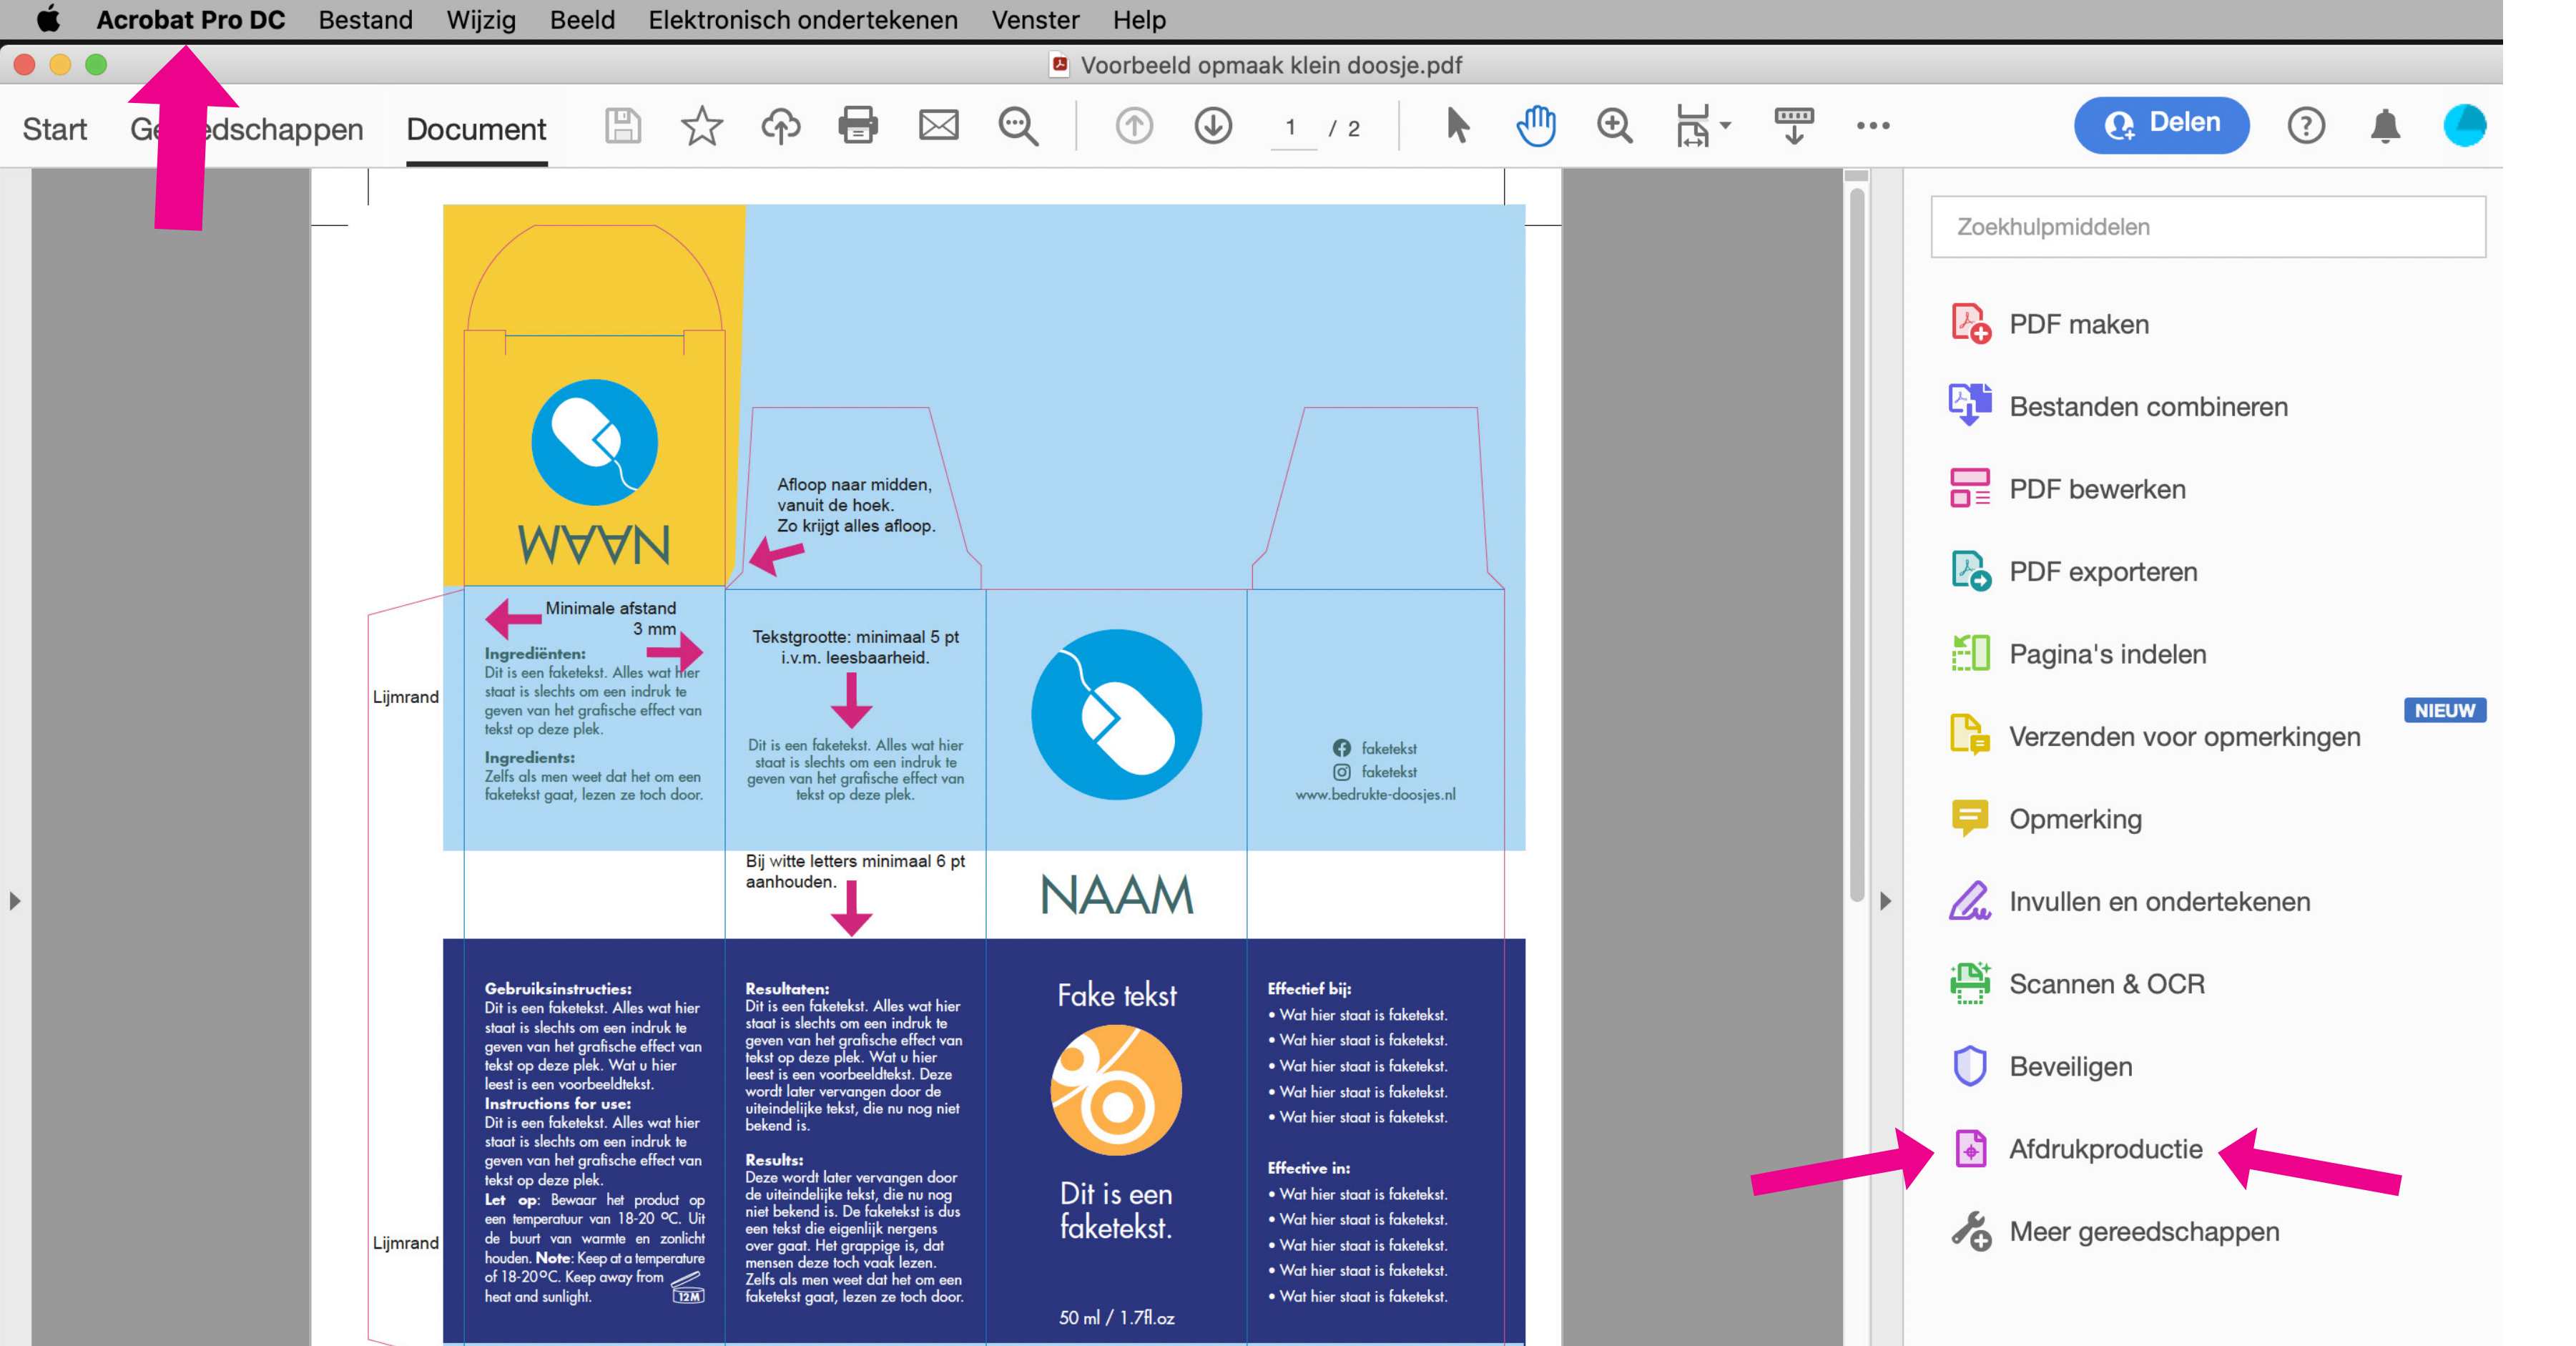 Acrobat Pro DC Bestand Wijzig Beeld Elektronisch ondertekenen Venster Help
Voorbeeld opmaak klein doosje.pdf
Start Document 1 / 2 Delen
Zoekhulpmiddelen
PDF maken
Bestanden combineren
PDF bewerken
PDF exporteren
Pagina's indelen
NIEUW
Verzenden voor opmerkingen
Opmerking
Invullen en ondertekenen
Scannen & OCR
Beveiligen
Afdrukproductie
Meer gereedschappen
NAAM
Afloop naar midden,
vanuit de hoek.
Zo krijgt alles afloop.
Lijmrand
Minimale afstand
3 mm
Ingrediënten:
Dit is een faketekst. Alles wat hier
staat is slechts om een indruk te
geven van het grafische effect van
tekst op deze plek.
Ingredients:
Zelfs als men weet dat het om een
faketekst gaat, lezen ze toch door.
Tekstgrootte: minimaal 5 pt
i.v.m. leesbaarheid.
Dit is een faketekst. Alles wat hier
staat is slechts om een indruk te
geven van het grafische effect van
tekst op deze plek.
faketekst
faketekst
www.bedrukte-doosjes.nl
Bij witte letters minimaal 6 pt
aanhouden.
NAAM
Lijmrand
Gebruiksinstructies:
Dit is een faketekst. Alles wat hier
staat is slechts om een indruk te
geven van het grafische effect van
tekst op deze plek. Wat u hier
leest is een voorbeeldtekst.
Instructions for use:
Dit is een faketekst. Alles wat hier
staat is slechts om een indruk te
geven van het grafische effect van
tekst op deze plek.
Let op: Bewaar het product op
een temperatuur van 18-20 ºC. Uit
de buurt van warmte en zonlicht
houden. Note: Keep at a temperature
of 18-20ºC. Keep away from
heat and sunlight.
12M
Resultaten:
Dit is een faketekst. Alles wat hier
staat is slechts om een indruk te
geven van het grafische effect van
tekst op deze plek. Wat u hier
leest is een voorbeeldtekst. Deze
wordt later vervangen door de
uiteindelijke tekst, die nu nog niet
bekend is.
Results:
Deze wordt later vervangen door
de uiteindelijke tekst, die nu nog
niet bekend is. De faketekst is dus
een tekst die eigenlijk nergens
over gaat. Het grappige is, dat
mensen deze toch vaak lezen.
Zelfs als men weet dat het om een
faketekst gaat, lezen ze toch door.
Fake tekst
Dit is een
faketekst.
50 ml / 1.7fl.oz
Effectief bij:
• Wat hier staat is faketekst.
• Wat hier staat is faketekst.
• Wat hier staat is faketekst.
• Wat hier staat is faketekst.
• Wat hier staat is faketekst.
Effective in:
• Wat hier staat is faketekst.
• Wat hier staat is faketekst.
• Wat hier staat is faketekst.
• Wat hier staat is faketekst.
• Wat hier staat is faketekst.